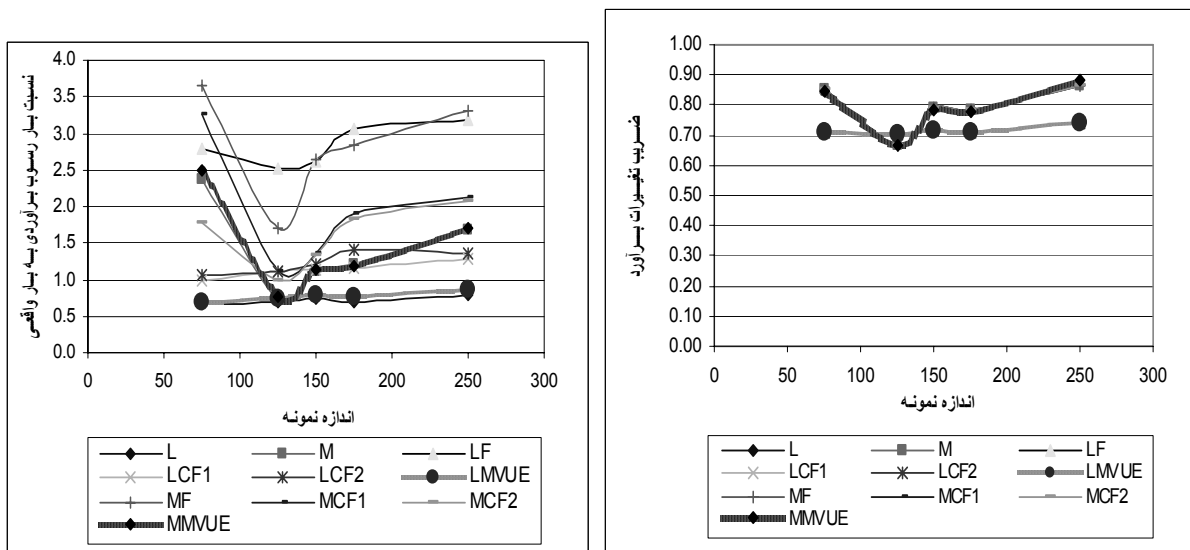 نسبت بار رسوب برآوردی به بار واقعی
4.0
3.5
3.0
2.5
2.0
1.5
1.0
0.5
0.0
0 50 100 150 200 250 300
اندازه نمونه
L M LF
LCF1 LCF2 LMVUE
MF MCF1 MCF2
MMVUE
ضریب تغییرات برآورد
1.00
0.90
0.80
0.70
0.60
0.50
0.40
0.30
0.20
0.10
0.00
0 50 100 150 200 250 300
اندازه نمونه
L M LF
LCF1 LCF2 LMVUE
MF MCF1 MCF2
MMVUE